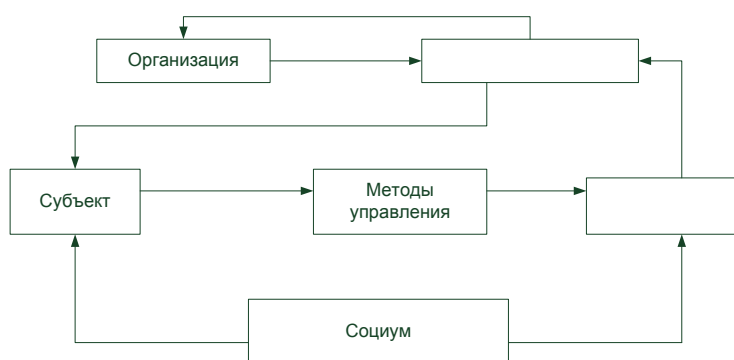 Организация
Субъект
Методы
управления
Социум